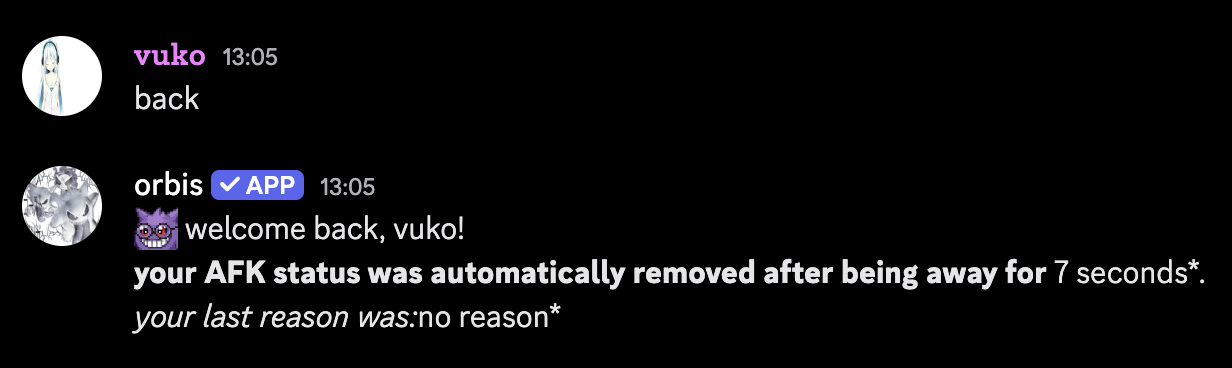 vuko 13:05
back
orbis ✓ APP 13:05
welcome back, vuko!
your AFK status was automatically removed after being away for 7 seconds*.
your last reason was:no reason*